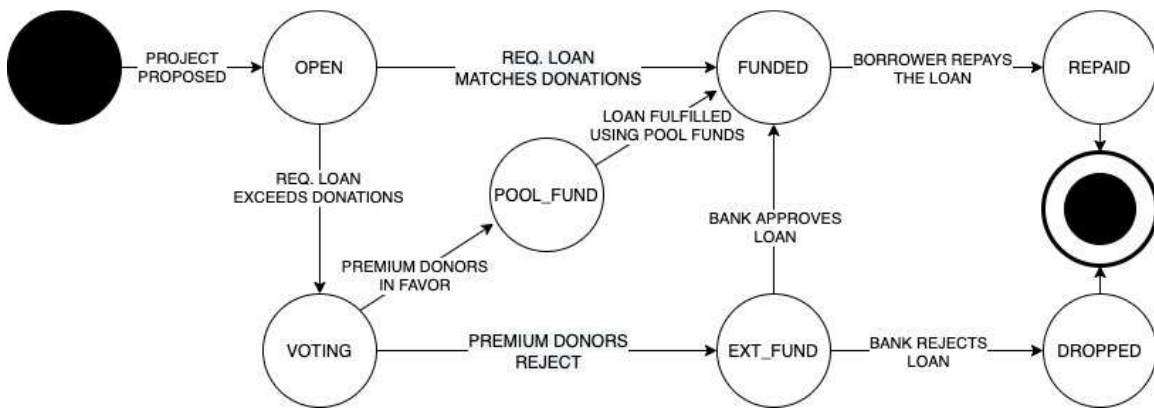 PROJECT
PROPOSED
OPEN
REQ. LOAN
MATCHES DONATIONS
FUNDED
BORROWER REPAYS
THE LOAN
REPAID
LOAN FULFILLED
USING POOL FUNDS
REQ. LOAN
EXCEEDS DONATIONS
POOL_FUND
BANK APPROVES
LOAN
PREMIUM DONORS
IN FAVOR
VOTING
PREMIUM DONORS
REJECT
EXT_FUND
BANK REJECTS
LOAN
DROPPED